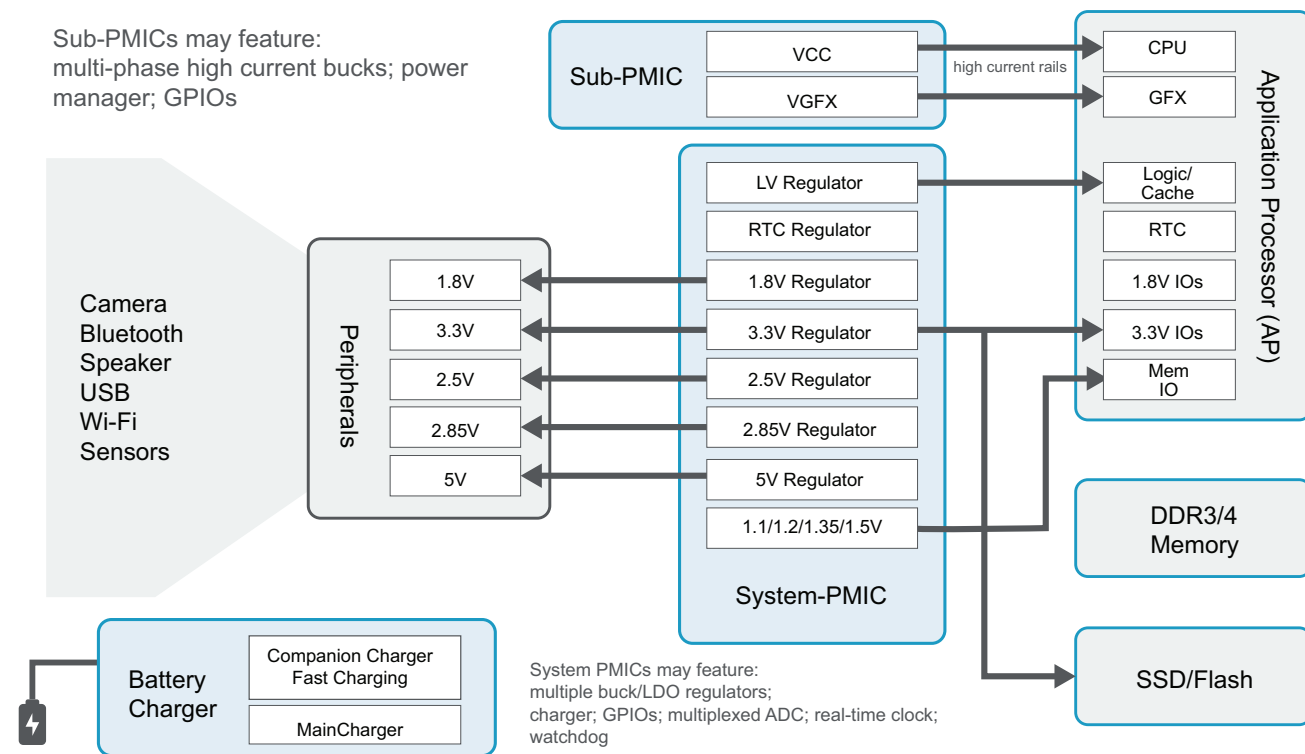 Sub-PMICs may feature:
multi-phase high current bucks; power
manager; GPIOs
Sub-PMIC
VCC
VGFX
high current rails
CPU
GFX
Logic/
Cache
RTC
1.8V IOs
3.3V IOs
Mem
IO
Application Processor (AP)
LV Regulator
RTC Regulator
1.8V Regulator
3.3V Regulator
2.5V Regulator
2.85V Regulator
5V Regulator
1.1/1.2/1.35/1.5V
System-PMIC
1.8V
3.3V
2.5V
2.85V
5V
Peripherals
Camera
Bluetooth
Speaker
USB
Wi-Fi
Sensors
DDR3/4
Memory
SSD/Flash
Battery
Charger
Companion Charger
Fast Charging
MainCharger
System PMICs may feature:
multiple buck/LDO regulators;
charger; GPIOs; multiplexed ADC; real-time clock;
watchdog